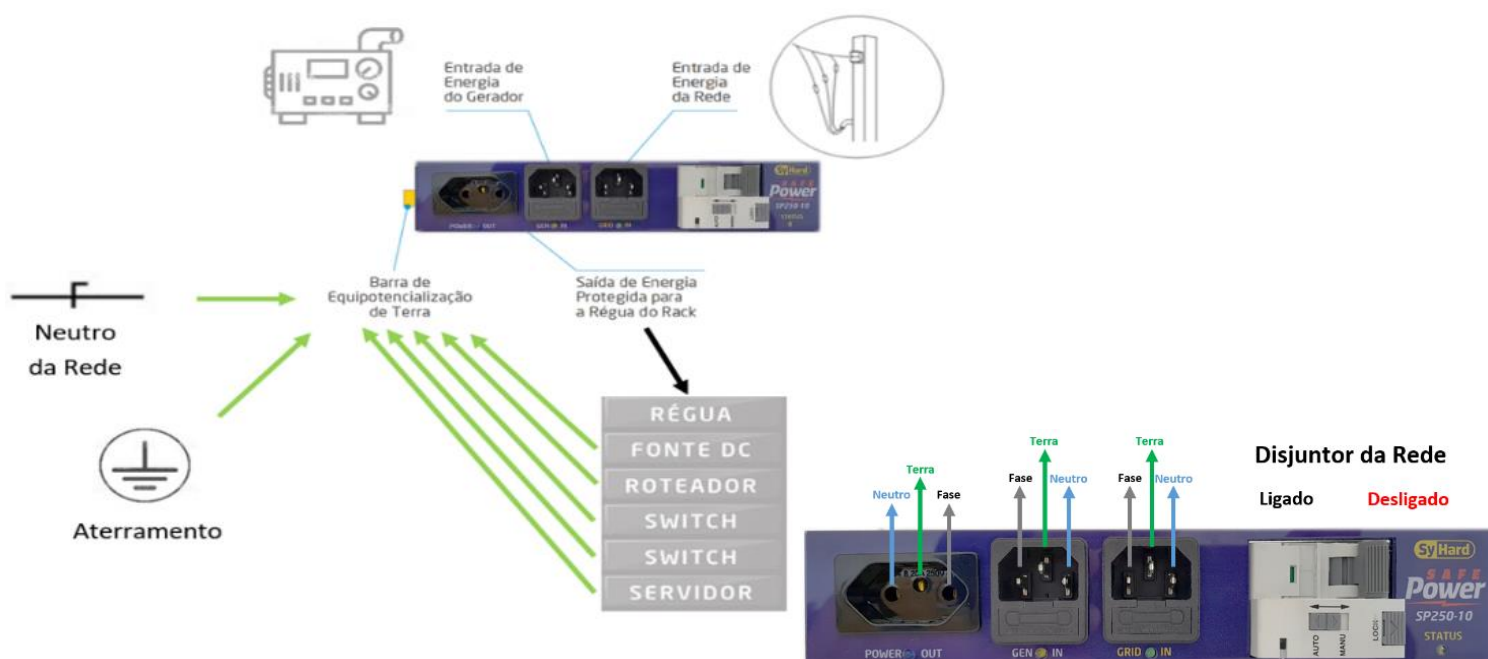 Entrada de
Energia
do Gerador
Entrada de
Energia
da Rede
SyHard
SAFE
Power
SP250-10
STATUS
POWER OUT
GEN IN
GRID IN
AUTO
MANU
Barra de
Equipotencialização
de Terra
Saída de Energia
Protegida para
a Régua do Rack
Neutro
da Rede
Aterramento
RÉGUA
FONTE DC
ROTEADOR
SWITCH
SWITCH
SERVIDOR
Neutro
Terra
Fase
Fase
Terra
Neutro
Fase
Terra
Neutro
Disjuntor da Rede
Ligado
Desligado
SyHard
SAFE
Power
SP250-10
STATUS
AUTO
MANU
LOCK
POWER OUT
GEN IN
GRID IN